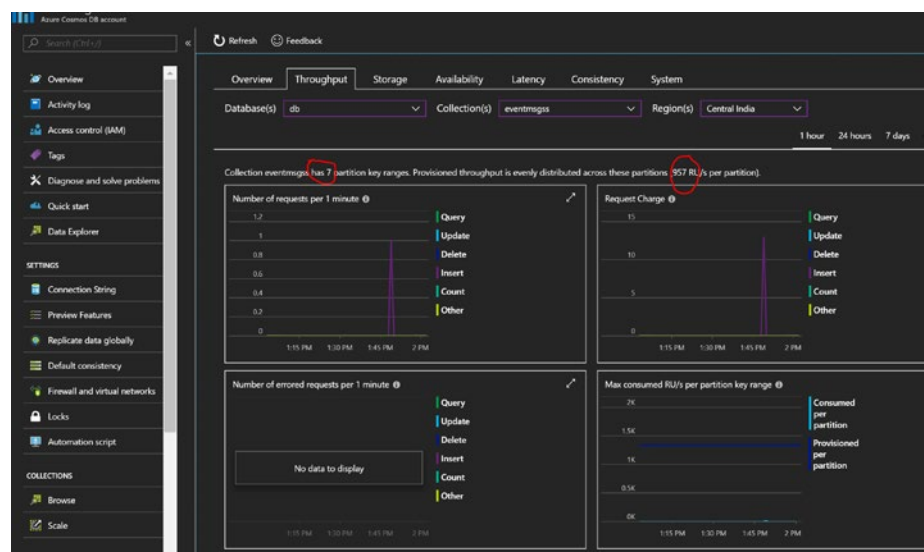 Azure Cosmos DB account
Search (Ctrl+/)
«
Overview
Activity log
Access control (IAM)
Tags
Diagnose and solve problems
Quick start
Data Explorer
SETTINGS
Connection String
Preview Features
Replicate data globally
Default consistency
Firewall and virtual networks
Locks
Automation script
COLLECTIONS
Browse
Scale
Refresh Feedback
Overview Throughput Storage Availability Latency Consistency System
Database(s) db Collection(s) eventmsgss Region(s) Central India
1 hour 24 hours 7 days
Collection eventmsgss has 7 partition key ranges. Provisioned throughput is evenly distributed across these partitions (957 RU/s per partition).
Number of requests per 1 minute
1.2
1
0.8
0.6
0.4
0.2
0
1:15 PM 1:30 PM 1:45 PM 2 PM
Query
Update
Delete
Insert
Count
Other
Request Charge
15
10
5
0
1:15 PM 1:30 PM 1:45 PM 2 PM
Query
Update
Delete
Insert
Count
Other
Number of errored requests per 1 minute
No data to display
1:15 PM 1:30 PM 1:45 PM 2 PM
Query
Update
Delete
Insert
Count
Other
Max consumed RU/s per partition key range
2K
1.5K
1K
0.5K
0K
1:15 PM 1:30 PM 1:45 PM 2 PM
Consumed
per
partition
Provisioned
per
partition